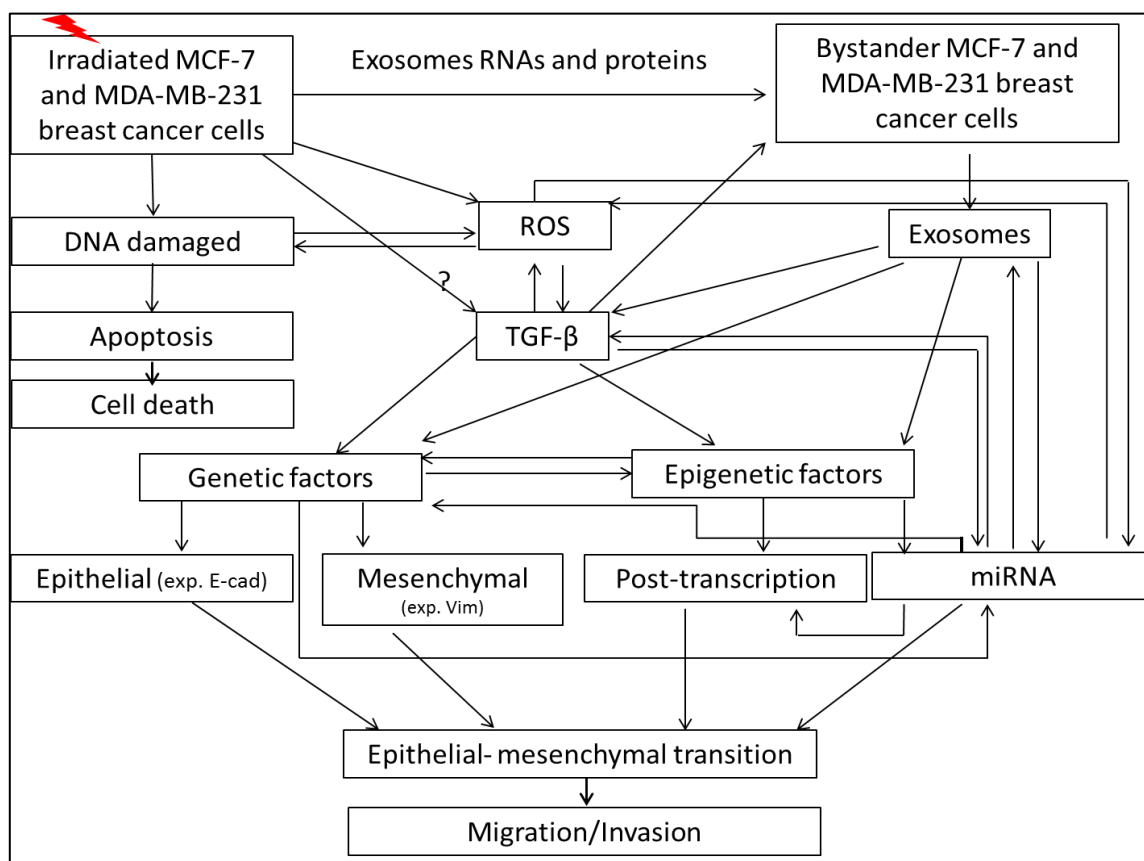 Irradiated MCF-7
and MDA-MB-231
breast cancer cells
Exosomes RNAs and proteins
Bystander MCF-7 and
MDA-MB-231 breast
cancer cells
DNA damaged
ROS
Exosomes
?
Apoptosis
TGF-β
Cell death
Genetic factors
Epigenetic factors
Epithelial (exp. E-cad)
Mesenchymal
(exp. Vim)
Post-transcription
miRNA
Epithelial- mesenchymal transition
Migration/Invasion